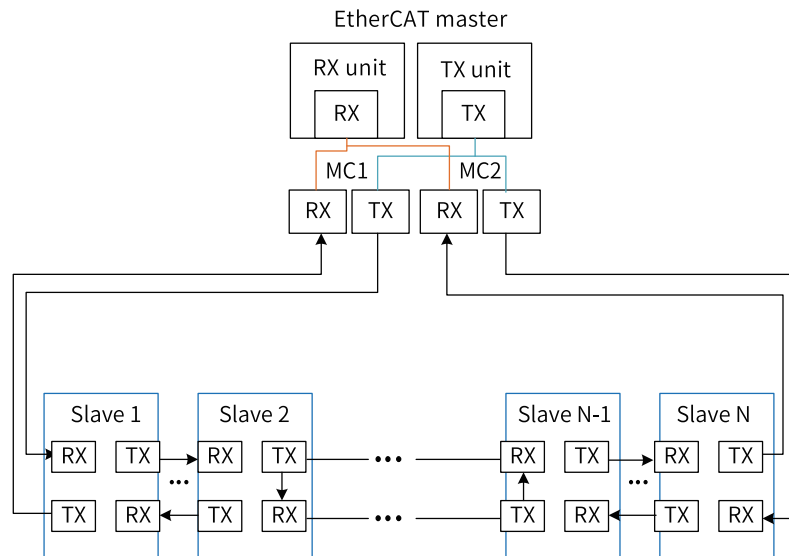 EtherCAT master
RX unit TX unit
RX TX
MC1 MC2
RX TX RX TX
Slave 1 Slave 2 Slave N-1 Slave N
RX TX RX TX ••• RX TX RX TX
••• •••
TX RX TX RX ••• TX RX TX RX